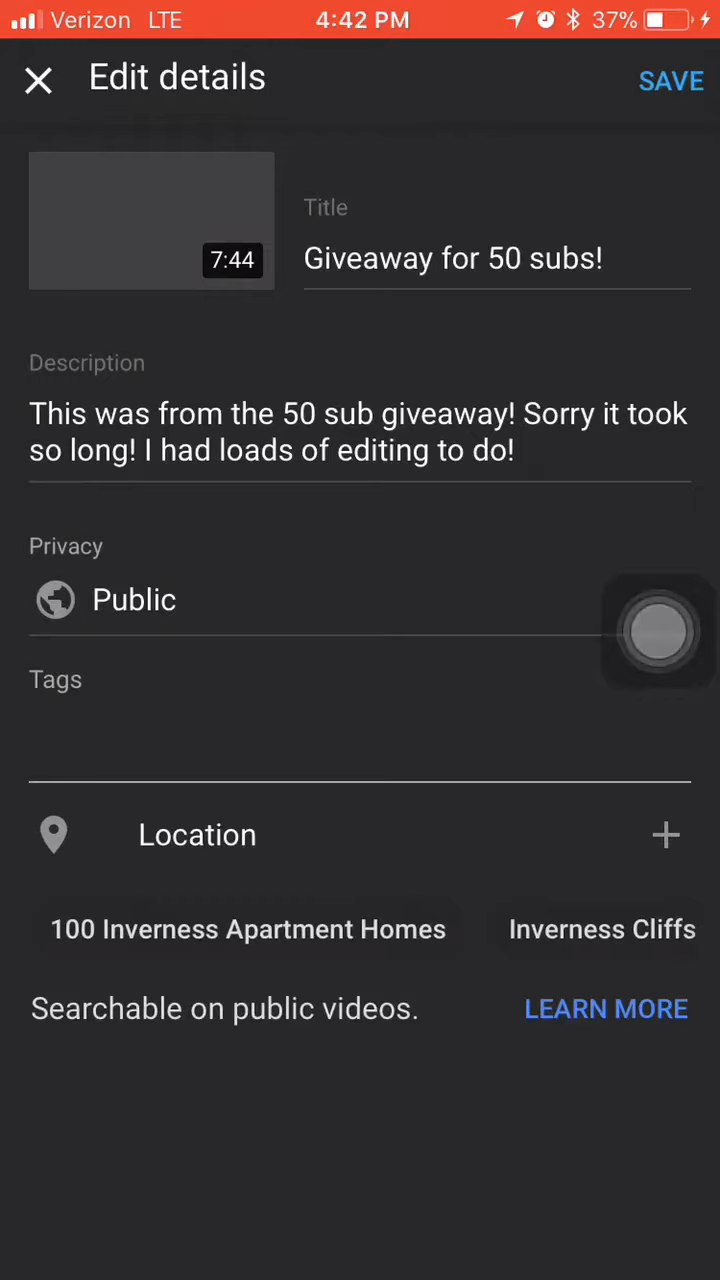 Verizon LTE 4:42 PM 37%
Edit details SAVE
7:44
Title
Giveaway for 50 subs!
Description
This was from the 50 sub giveaway! Sorry it took
so long! I had loads of editing to do!
Privacy
Public
Tags
Location
100 Inverness Apartment Homes Inverness Cliffs
Searchable on public videos. LEARN MORE